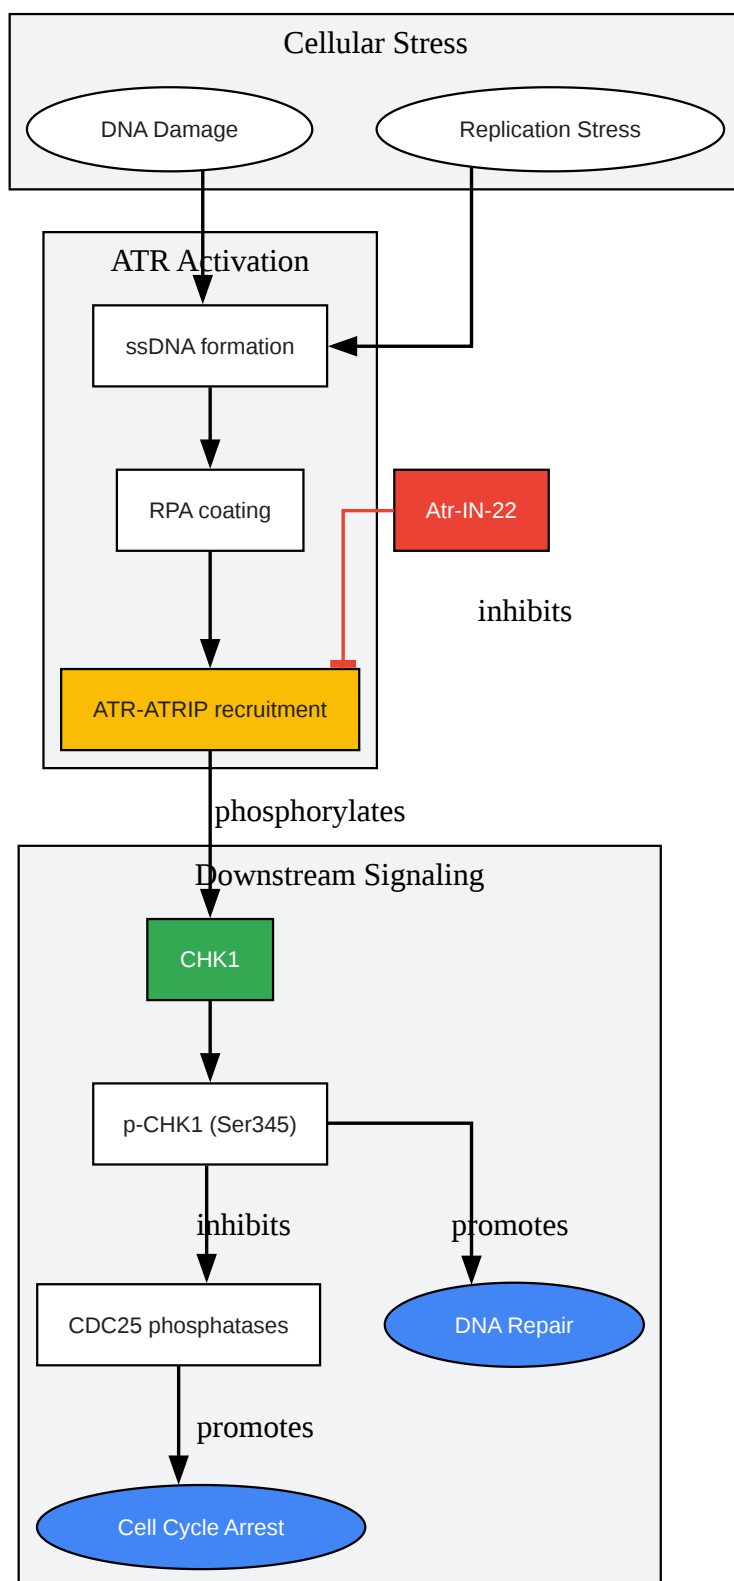 Cellular Stress
DNA Damage
Replication Stress
ATR Activation
ssDNA formation
RPA coating
Atr-IN-22
inhibits
ATR-ATRIP recruitment
phosphorylates
Downstream Signaling
CHK1
p-CHK1 (Ser345)
inhibits
promotes
CDC25 phosphatases
DNA Repair
promotes
Cell Cycle Arrest